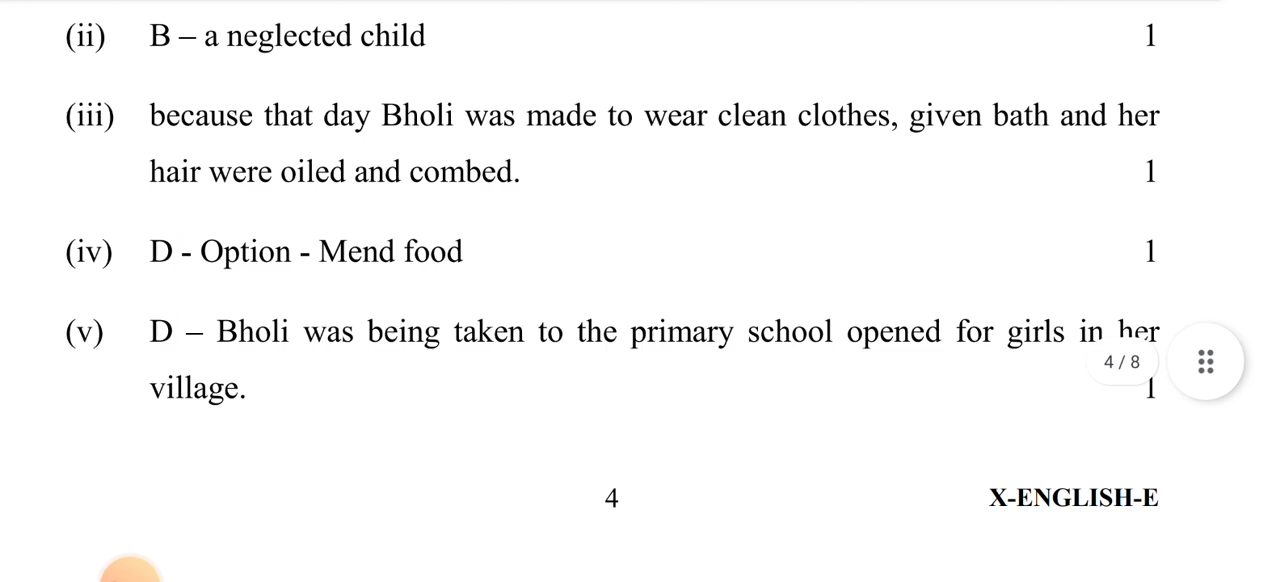 (ii) B – a neglected child 1
(iii) because that day Bholi was made to wear clean clothes, given bath and her
hair were oiled and combed. 1
(iv) D - Option - Mend food 1
(v) D – Bholi was being taken to the primary school opened for girls in her
4 / 8
village. 1
4 X-ENGLISH-E